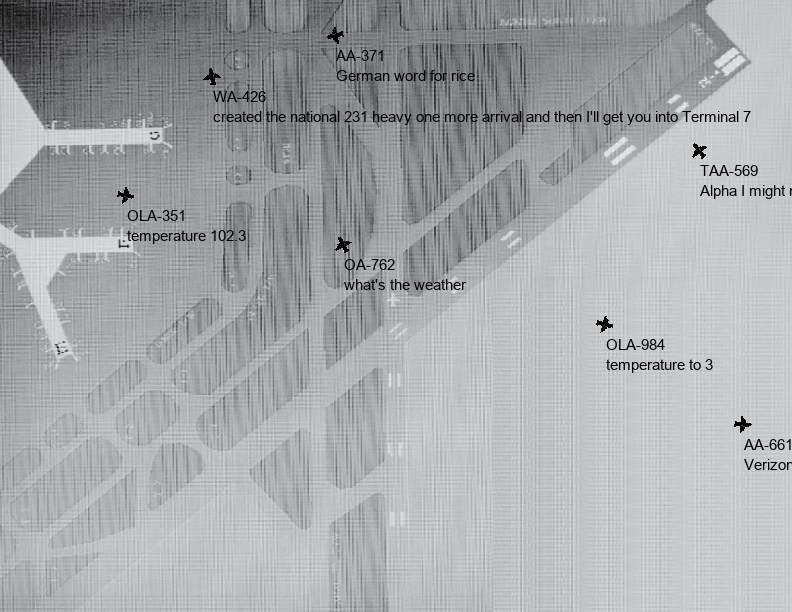 AA-371
German word for rice
WA-426
created the national 231 heavy one more arrival and then I'll get you into Terminal 7
TAA-569
Alpha I might
OLA-351
temperature 102.3
OA-762
what's the weather
OLA-984
temperature to 3
AA-661
Verizon